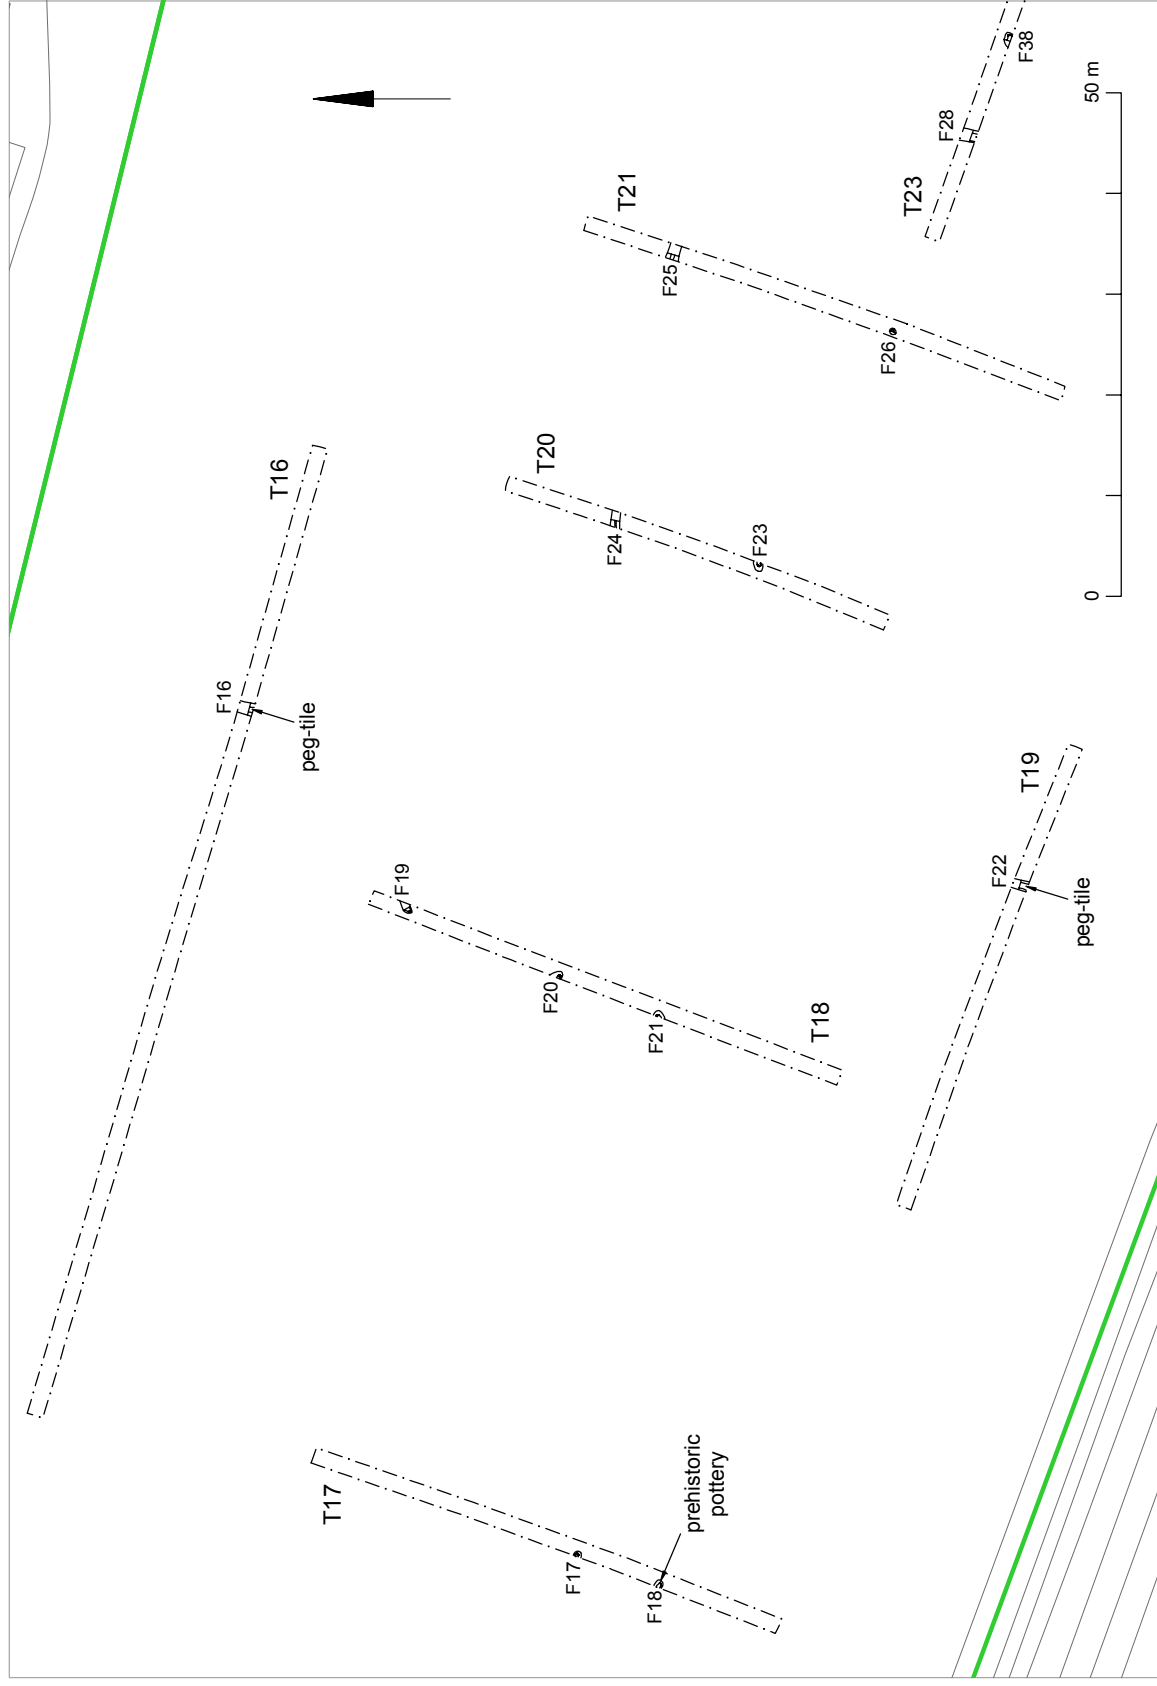 F16
T16
peg-tile
T17
F19
T20
F20
F17
F24
T21
F18
F21
F25
prehistoric
pottery
F23
T18
F26
T23
F28
F22
F38
T19
peg-tile
0 50 m